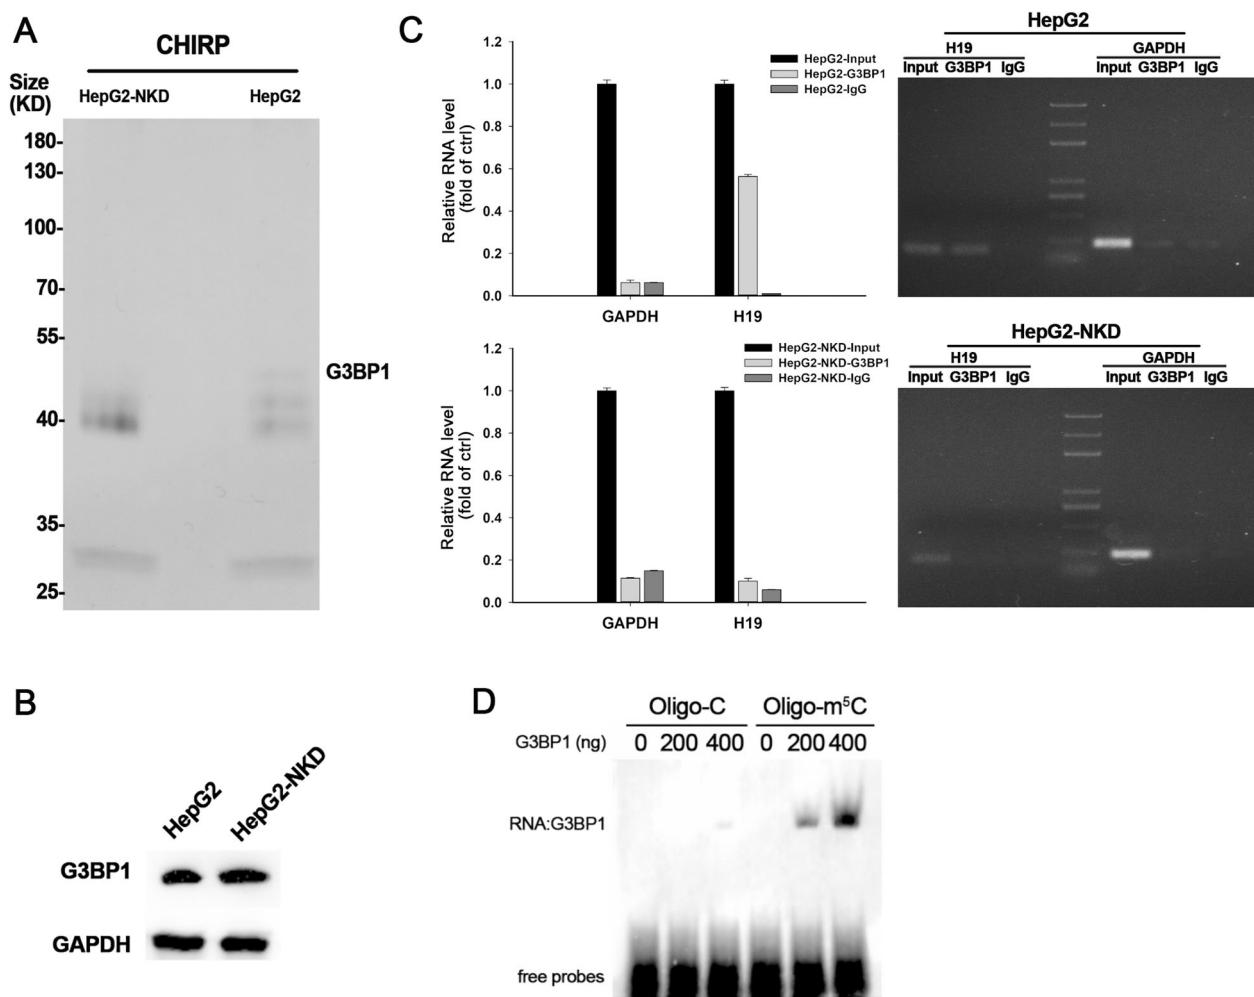 A
CHIRP
Size
(KD)
HepG2-NKD
HepG2
180-
130-
100-
70-
55-
G3BP1
40-
35-
25-
C
1.2
1.0
0.8
0.6
0.4
0.2
0.0
Relative RNA level
(fold of ctrl)
HepG2-Input
HepG2-G3BP1
HepG2-IgG
GAPDH
H19
1.2
1.0
0.8
0.6
0.4
0.2
0.0
Relative RNA level
(fold of ctrl)
HepG2-NKD-Input
HepG2-NKD-G3BP1
HepG2-NKD-IgG
GAPDH
H19
HepG2
H19
GAPDH
Input G3BP1 IgG
Input G3BP1 IgG
HepG2-NKD
H19
GAPDH
Input G3BP1 IgG
Input G3BP1 IgG
B
HepG2
HepG2-NKD
G3BP1
GAPDH
D
Oligo-C
Oligo-m⁵C
G3BP1 (ng) 0 200 400 0 200 400
RNA:G3BP1
free probes